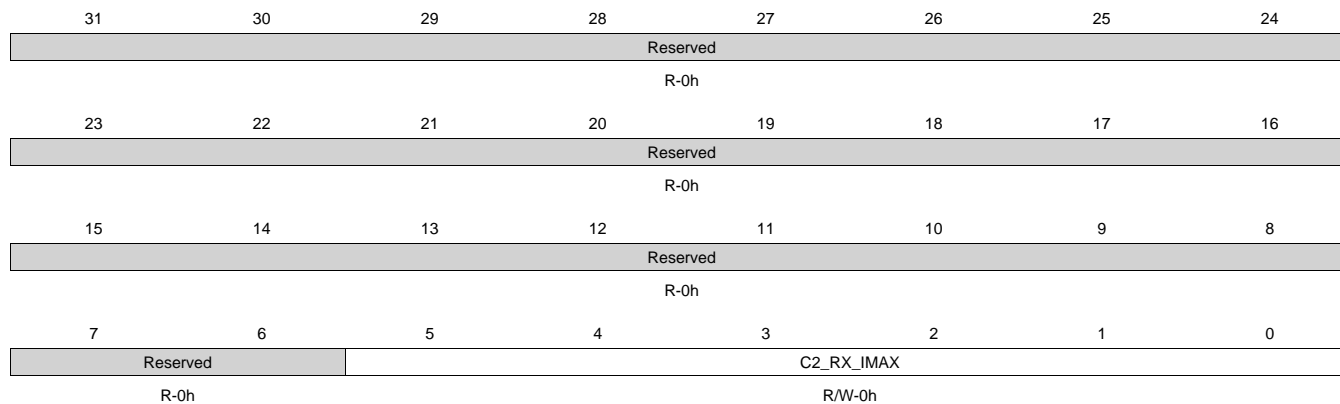 31 30 29 28 27 26 25 24
Reserved
R-0h
23 22 21 20 19 18 17 16
Reserved
R-0h
15 14 13 12 11 10 9 8
Reserved
R-0h
7 6 5 4 3 2 1 0
Reserved C2_RX_IMAX
R-0h R/W-0h